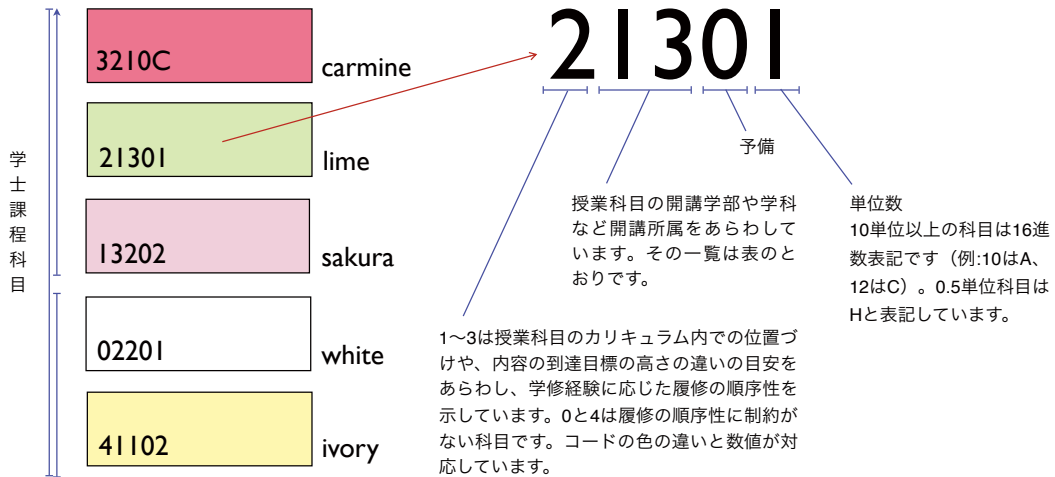 学士課程科目
3210C
carmine
21301
lime
13202
sakura
02201
white
41102
ivory
21301
予備
授業科目の開講学部や学科
など開講所属をあらわして
います。その一覧は表のと
おりです。
単位数
10単位以上の科目は16進
数表記です（例:10はA、
12はC）。0.5単位科目は
Hと表記しています。
1〜3は授業科目のカリキュラム内での位置づ
けや、内容の到達目標の高さの違いの目安を
あらわし、学修経験に応じた履修の順序性を
示しています。0と4は履修の順序性に制約が
ない科目です。コードの色の違いと数値が対
応しています。